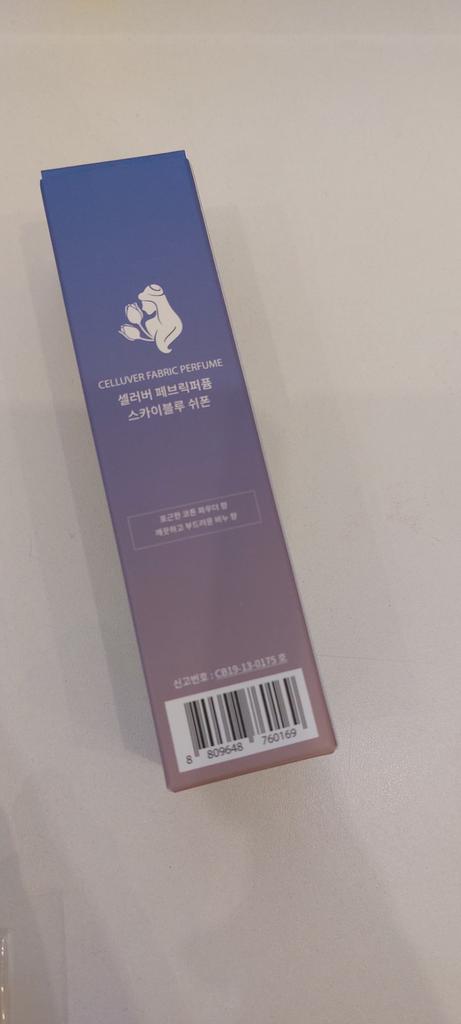 CELLUVER FABRIC PERFUME
셀러버 페브릭퍼퓸
스카이블루 쉬폰
포근한 코튼 파우더 향
깨끗하고 부드러운 비누 향
신고번호 : CB19-13-0175 호
8 809648 760169